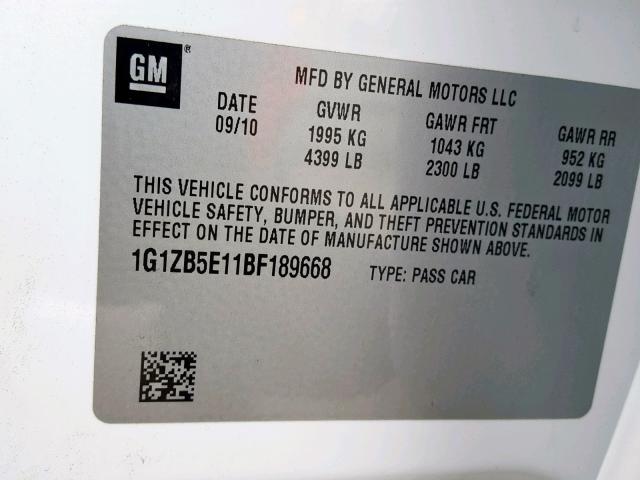 GM®
MFD BY GENERAL MOTORS LLC
DATE GVWR GAWR FRT GAWR RR
09/10 1995 KG 1043 KG 952 KG
4399 LB 2300 LB 2099 LB
THIS VEHICLE CONFORMS TO ALL APPLICABLE U.S. FEDERAL MOTOR
VEHICLE SAFETY, BUMPER, AND THEFT PREVENTION STANDARDS IN
EFFECT ON THE DATE OF MANUFACTURE SHOWN ABOVE.
1G1ZB5E11BF189668 TYPE: PASS CAR